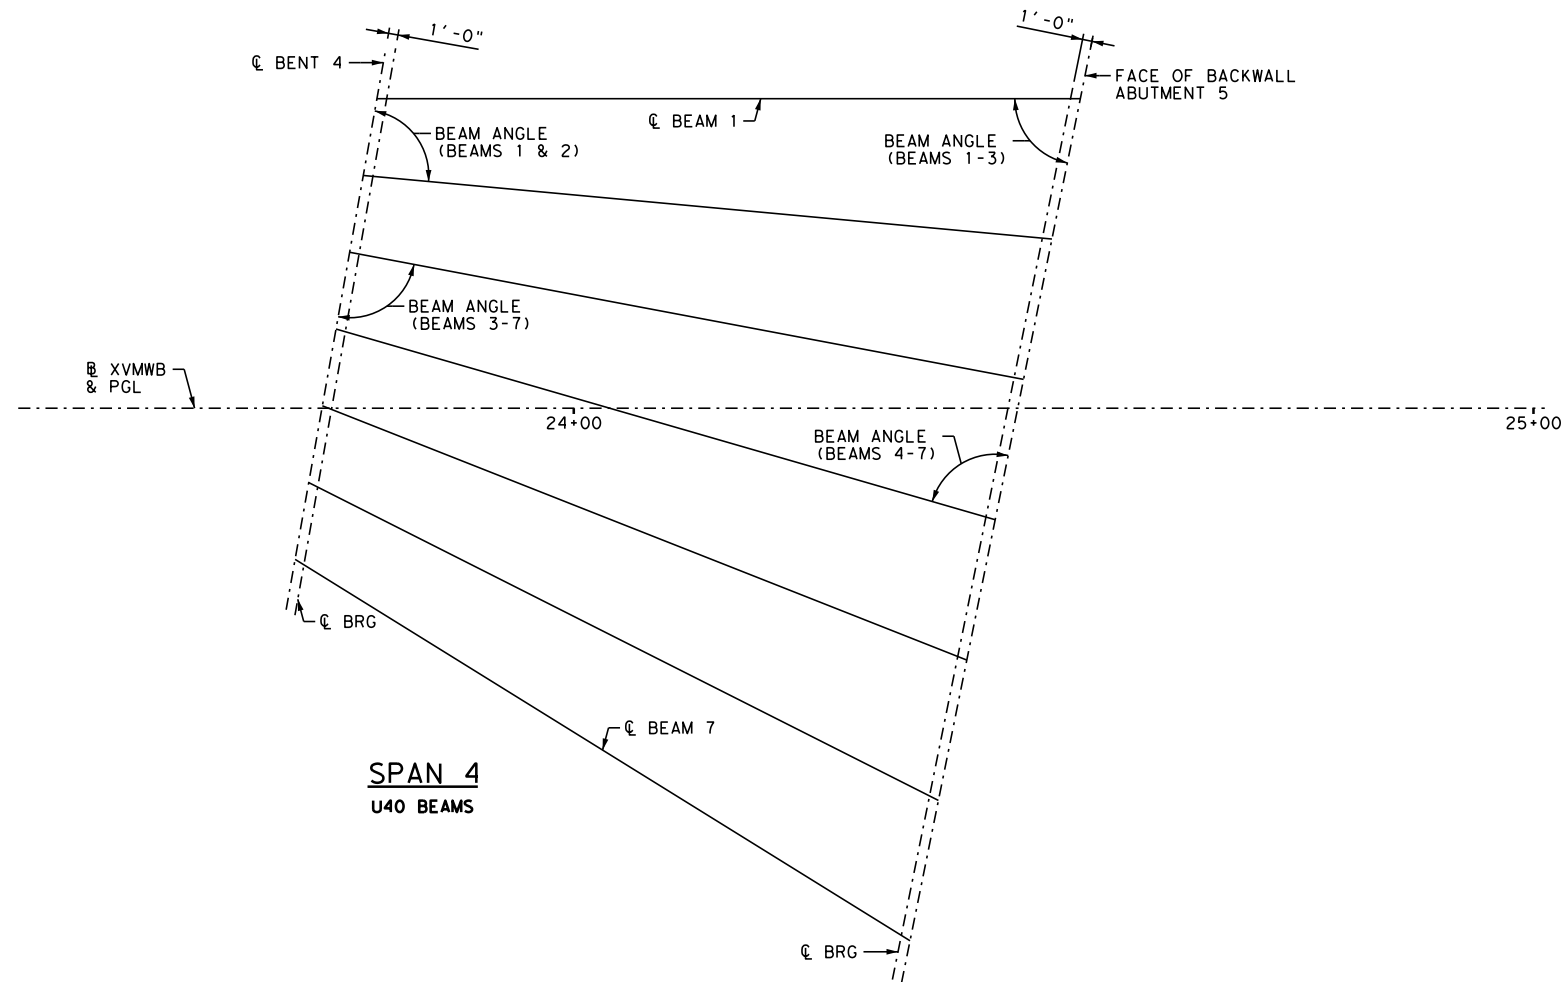 1'-0"
1'-0"
℄ BENT 4
FACE OF BACKWALL
ABUTMENT 5
℄ BEAM 1
BEAM ANGLE
(BEAMS 1 & 2)
BEAM ANGLE
(BEAMS 1-3)
BEAM ANGLE
(BEAMS 3-7)
BL XVMWB
& PGL
24+00
25+00
BEAM ANGLE
(BEAMS 4-7)
℄ BRG
℄ BEAM 7
SPAN 4
U40 BEAMS
℄ BRG